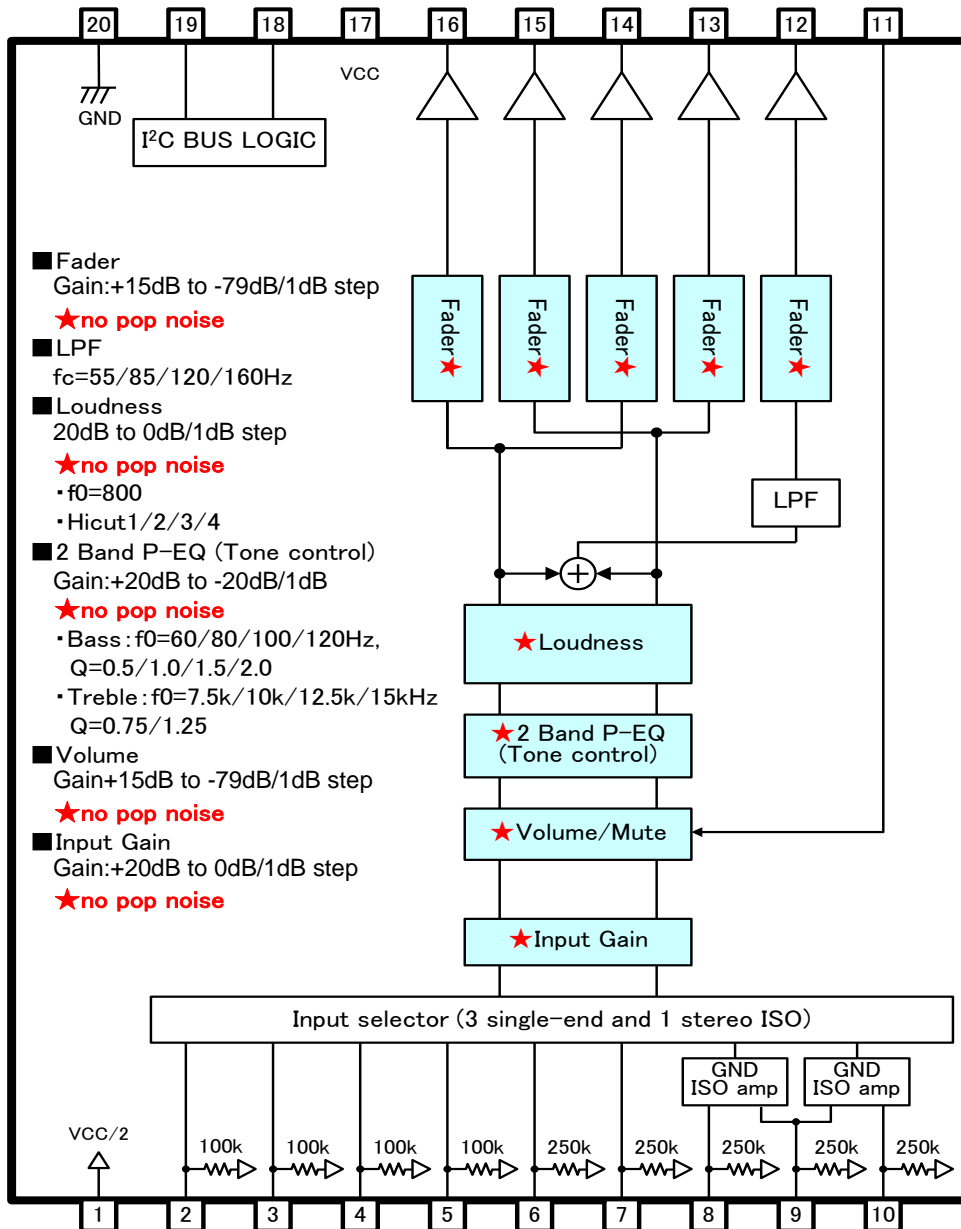 20 19 18 17 16 15 14 13 12 11
VCC
GND
I²C BUS LOGIC
■Fader
Gain:+15dB to -79dB/1dB step
★no pop noise
■LPF
fc=55/85/120/160Hz
■Loudness
20dB to 0dB/1dB step
★no pop noise
・f0=800
・Hicut1/2/3/4
■2 Band P-EQ (Tone control)
Gain:+20dB to -20dB/1dB
★no pop noise
・Bass:f0=60/80/100/120Hz,
Q=0.5/1.0/1.5/2.0
・Treble:f0=7.5k/10k/12.5k/15kHz
Q=0.75/1.25
■Volume
Gain+15dB to -79dB/1dB step
★no pop noise
■Input Gain
Gain:+20dB to 0dB/1dB step
★no pop noise
Fader★
Fader★
Fader★
Fader★
Fader★
LPF
★Loudness
★2 Band P-EQ
(Tone control)
★Volume/Mute
★Input Gain
Input selector (3 single-end and 1 stereo ISO)
GND
ISO amp
GND
ISO amp
VCC/2
100k 100k 100k 100k 250k 250k 250k 250k 250k
1 2 3 4 5 6 7 8 9 10